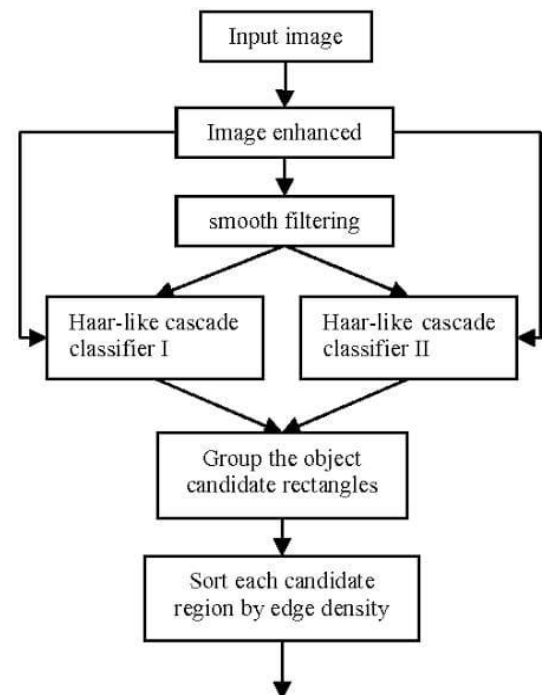 Input image
Image enhanced
smooth filtering
Haar-like cascade
classifier I
Haar-like cascade
classifier II
Group the object
candidate rectangles
Sort each candidate
region by edge density